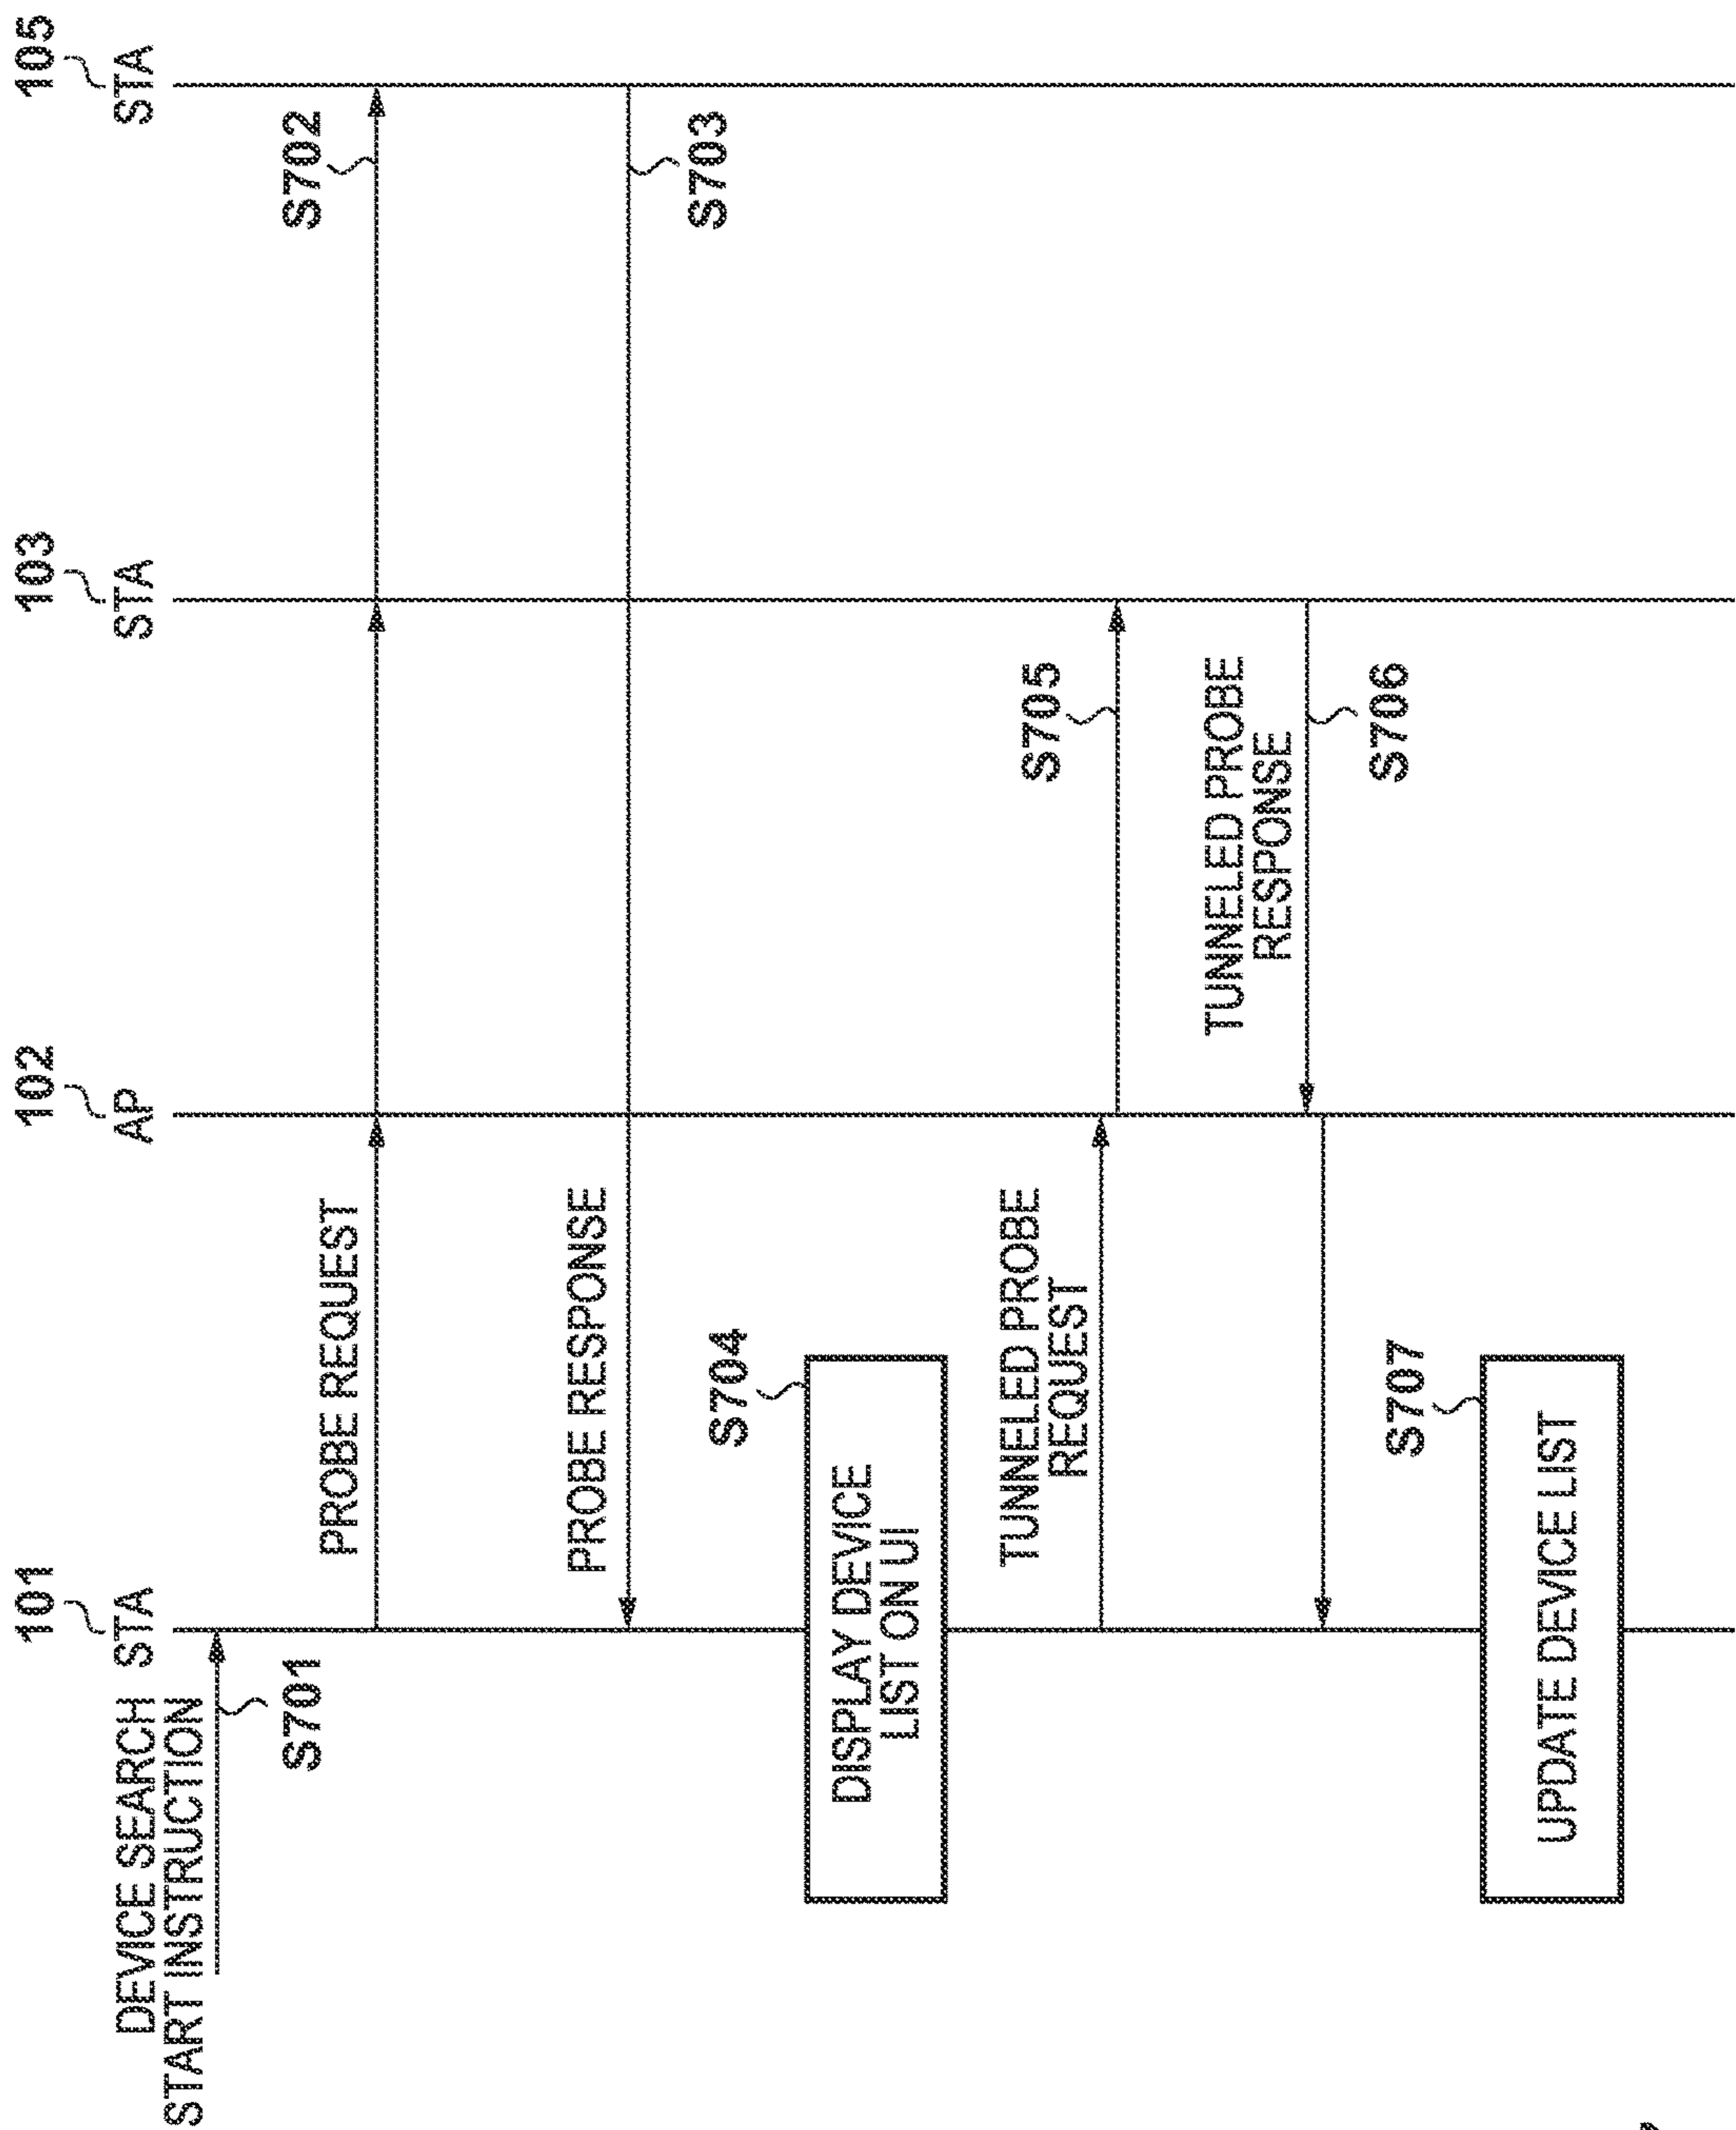 101
STA
102
AP
103
STA
105
STA
DEVICE SEARCH
START INSTRUCTION
S701
PROBE REQUEST
S702
PROBE RESPONSE
S703
S704
DISPLAY DEVICE
LIST ON UI
TUNNELED PROBE
REQUEST
S705
TUNNELED PROBE
RESPONSE
S706
S707
UPDATE DEVICE LIST